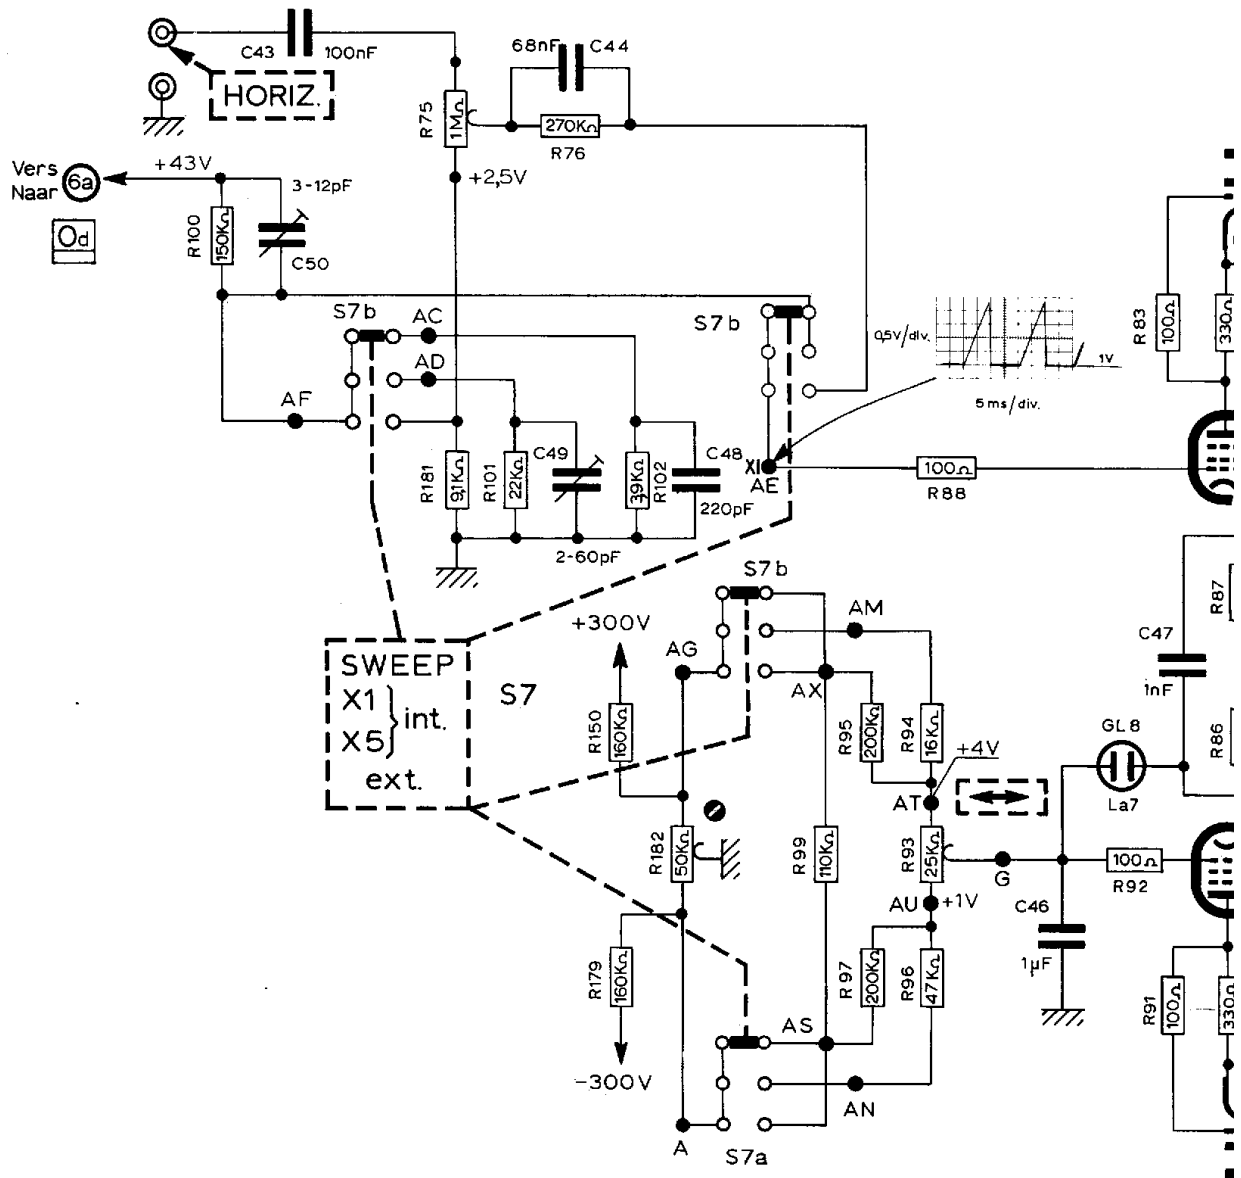 C43
100nF
68nF
C44
HORIZ.
R75
1MΩ
270KΩ
R76
+2,5V
Vers
Naar
6a
+43V
3-12pF
Od
R100
150KΩ
C50
S7b
AC
AD
AF
S7b
0,5V/div.
1V
5ms/div.
R83
100Ω
330Ω
R181
9,1KΩ
R101
22KΩ
C49
39KΩ
R102
C48
220pF
2-60pF
X1
AE
100Ω
R88
SWEEP
X1
X5
int.
ext.
S7
+300V
S7b
AG
AM
AX
R150
160KΩ
R95
200KΩ
R94
16KΩ
+4V
AT
C47
1nF
R87
GL8
La7
R86
R182
50KΩ
R99
110KΩ
R93
25KΩ
G
100Ω
R92
AU
+1V
C46
1µF
R179
160KΩ
R97
200KΩ
R96
47KΩ
R91
100Ω
330Ω
-300V
AS
AN
A
S7a